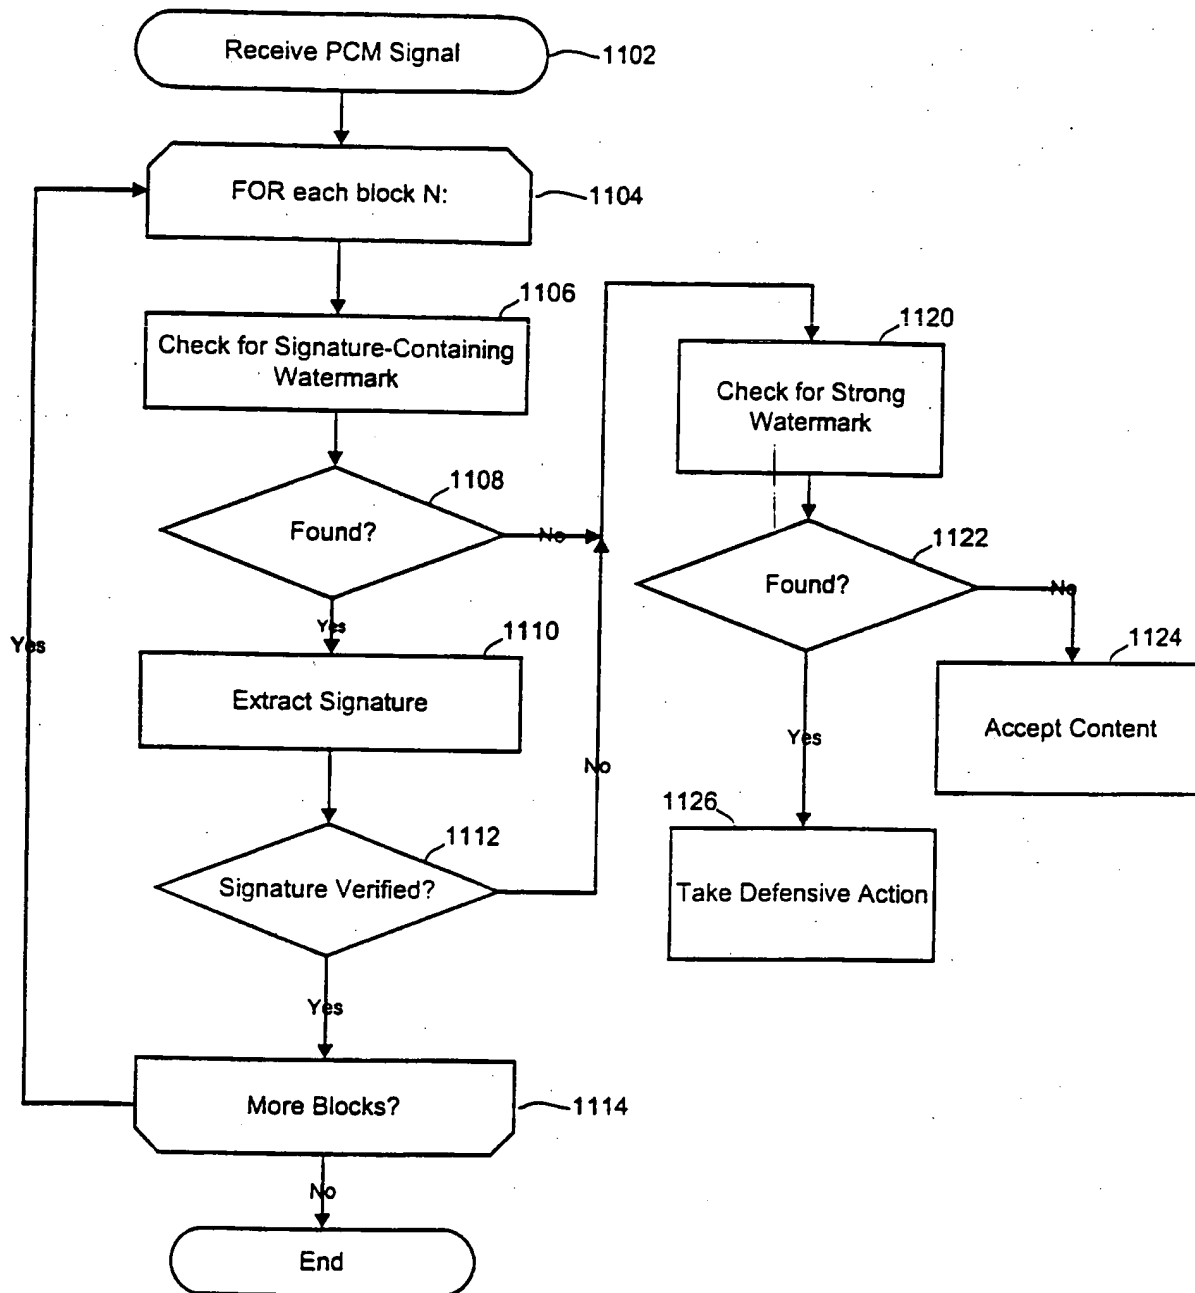 Receive PCM Signal
1102
FOR each block N:
1104
1106
Check for Signature-Containing
Watermark
1108
Found?
No
Yes
1110
Extract Signature
1112
Signature Verified?
No
Yes
More Blocks?
1114
Yes
No
End
1120
Check for Strong
Watermark
1122
Found?
No
1124
Accept Content
Yes
1126
Take Defensive Action